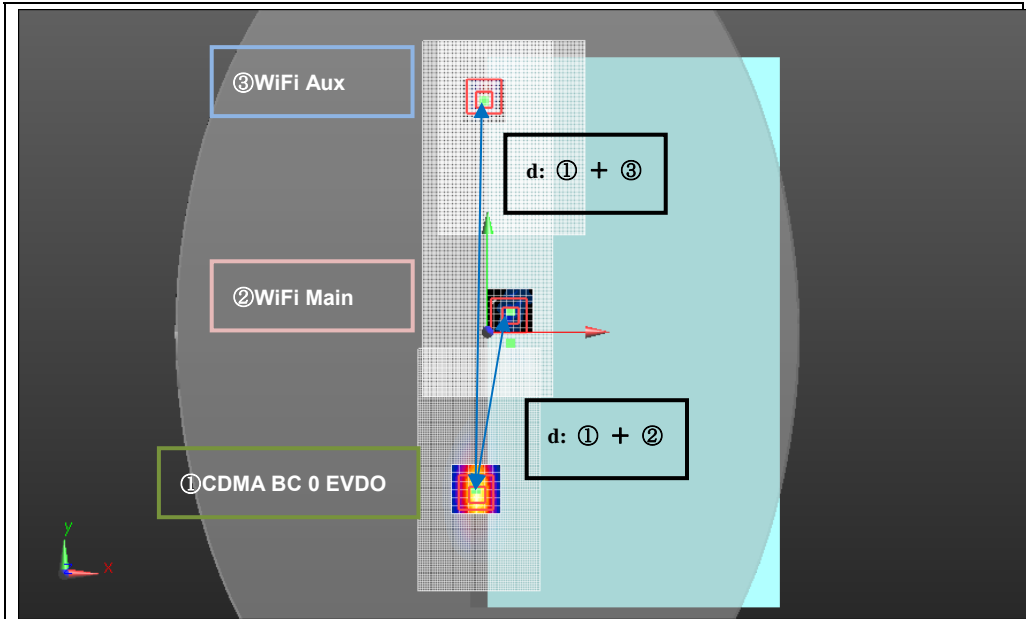 ③WiFi Aux
d: ① + ③
②WiFi Main
d: ① + ②
①CDMA BC 0 EVDO
y
x